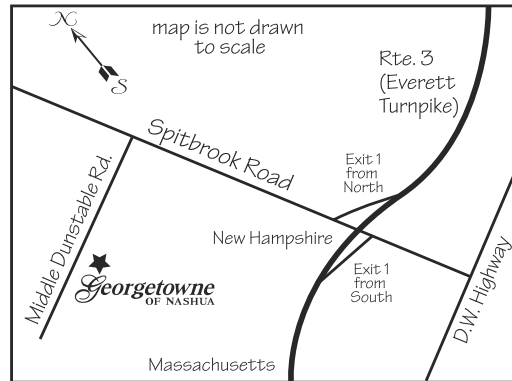 N
S
map is not drawn
to scale
Rte. 3
(Everett
Turnpike)
Spitbrook Road
Exit 1
from
North
Middle Dunstable Rd.
New Hampshire
Georgetowne
OF NASHUA
Exit 1
from
South
D.W. Highway
Massachusetts